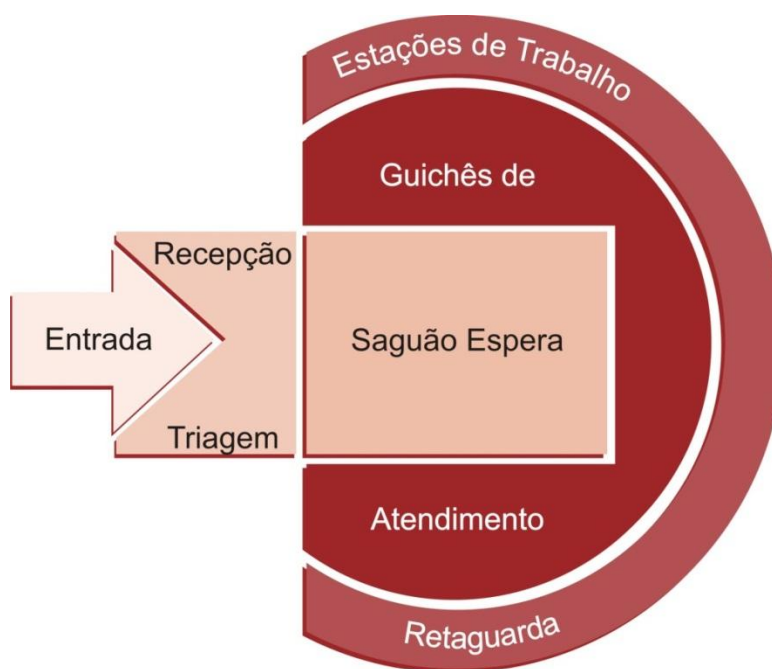 Estações de Trabalho
Guichês de
Recepção
Entrada
Saguão Espera
Triagem
Atendimento
Retaguarda